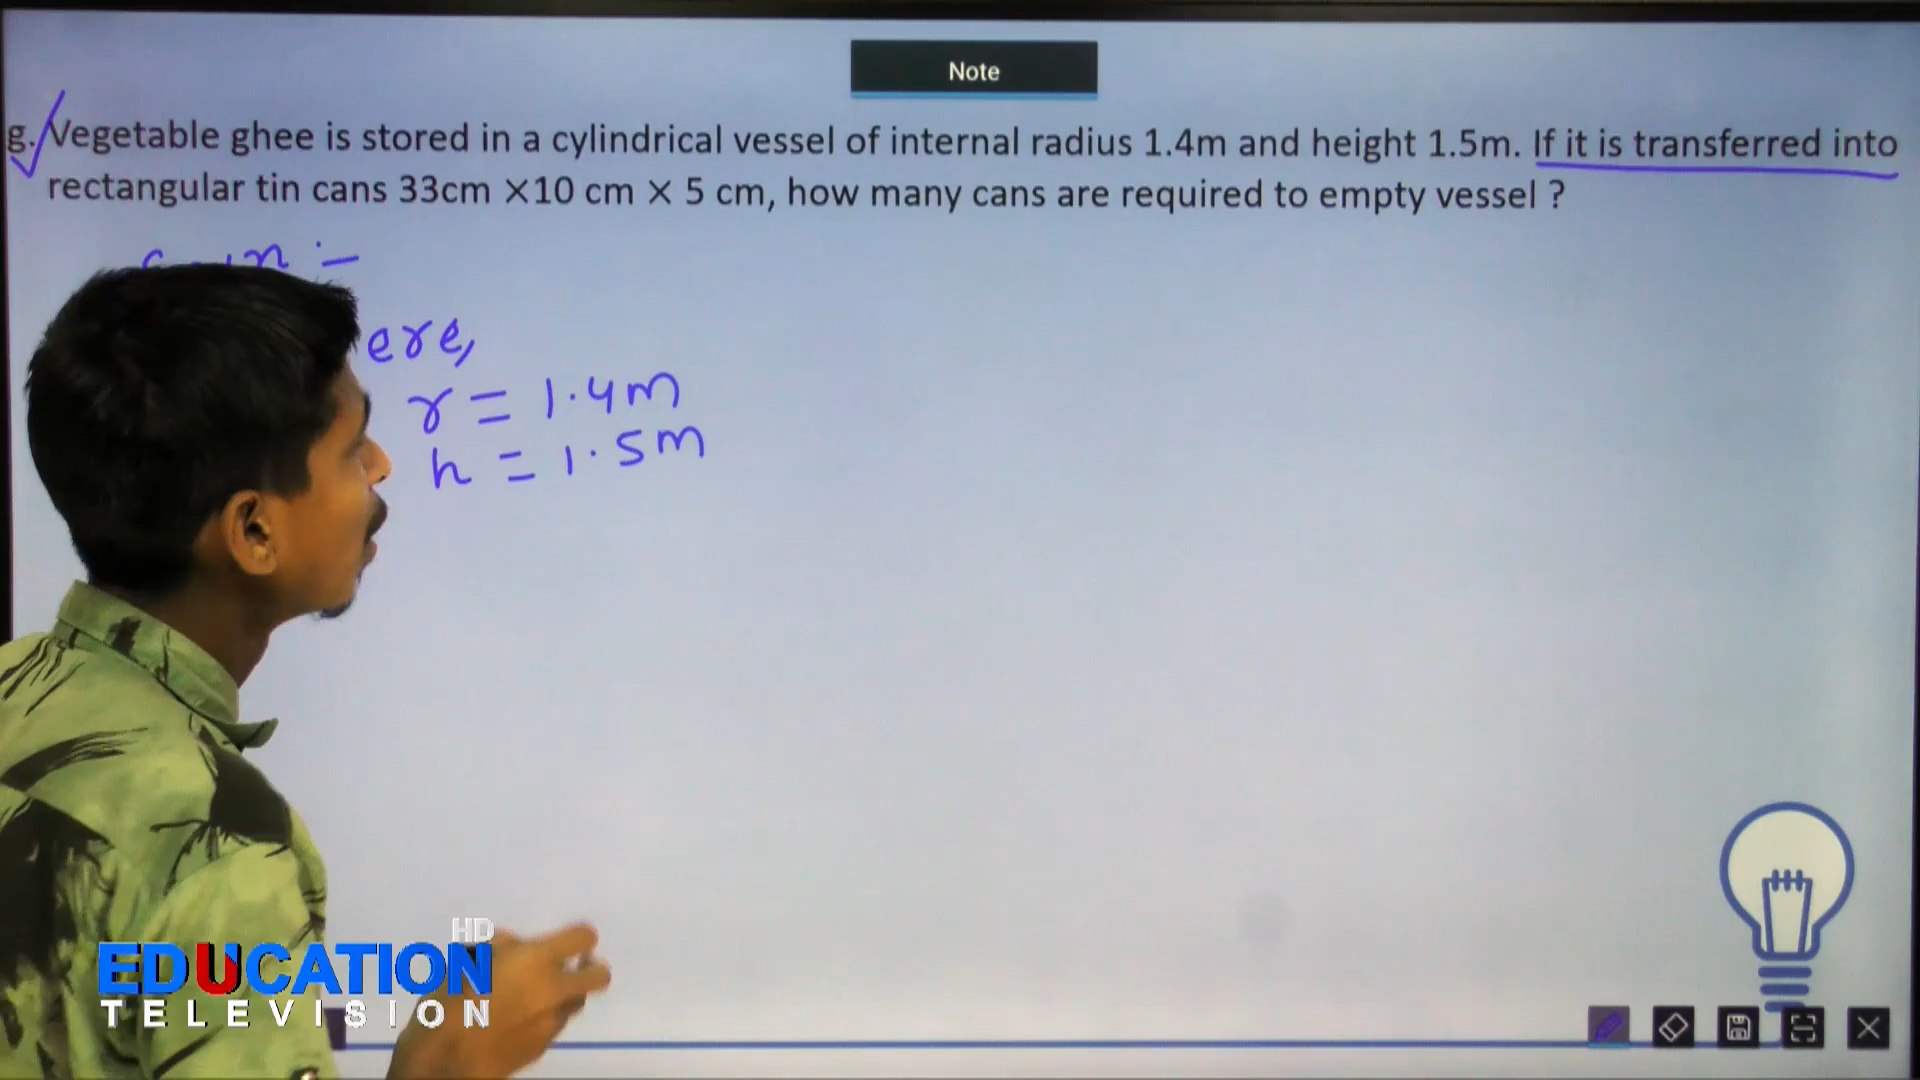 Note
g. Vegetable ghee is stored in a cylindrical vessel of internal radius 1.4m and height 1.5m. If it is transferred into
rectangular tin cans 33cm ×10 cm × 5 cm, how many cans are required to empty vessel ?
ere,
r = 1.4m
h = 1.5m
HD
EDUCATION
TELEVISION